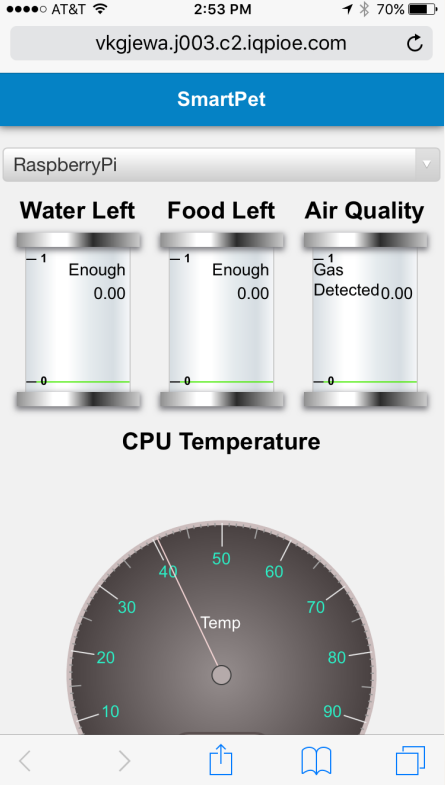 AT&T 2:53 PM 70%
vkgjewa.j003.c2.iqpioe.com
SmartPet
RaspberryPi
Water Left Food Left Air Quality
1 1 1
Enough Enough Gas
0.00 0.00 Detected 0.00
0 0 0
CPU Temperature
50
40 60
30 70
Temp
20 80
10 90